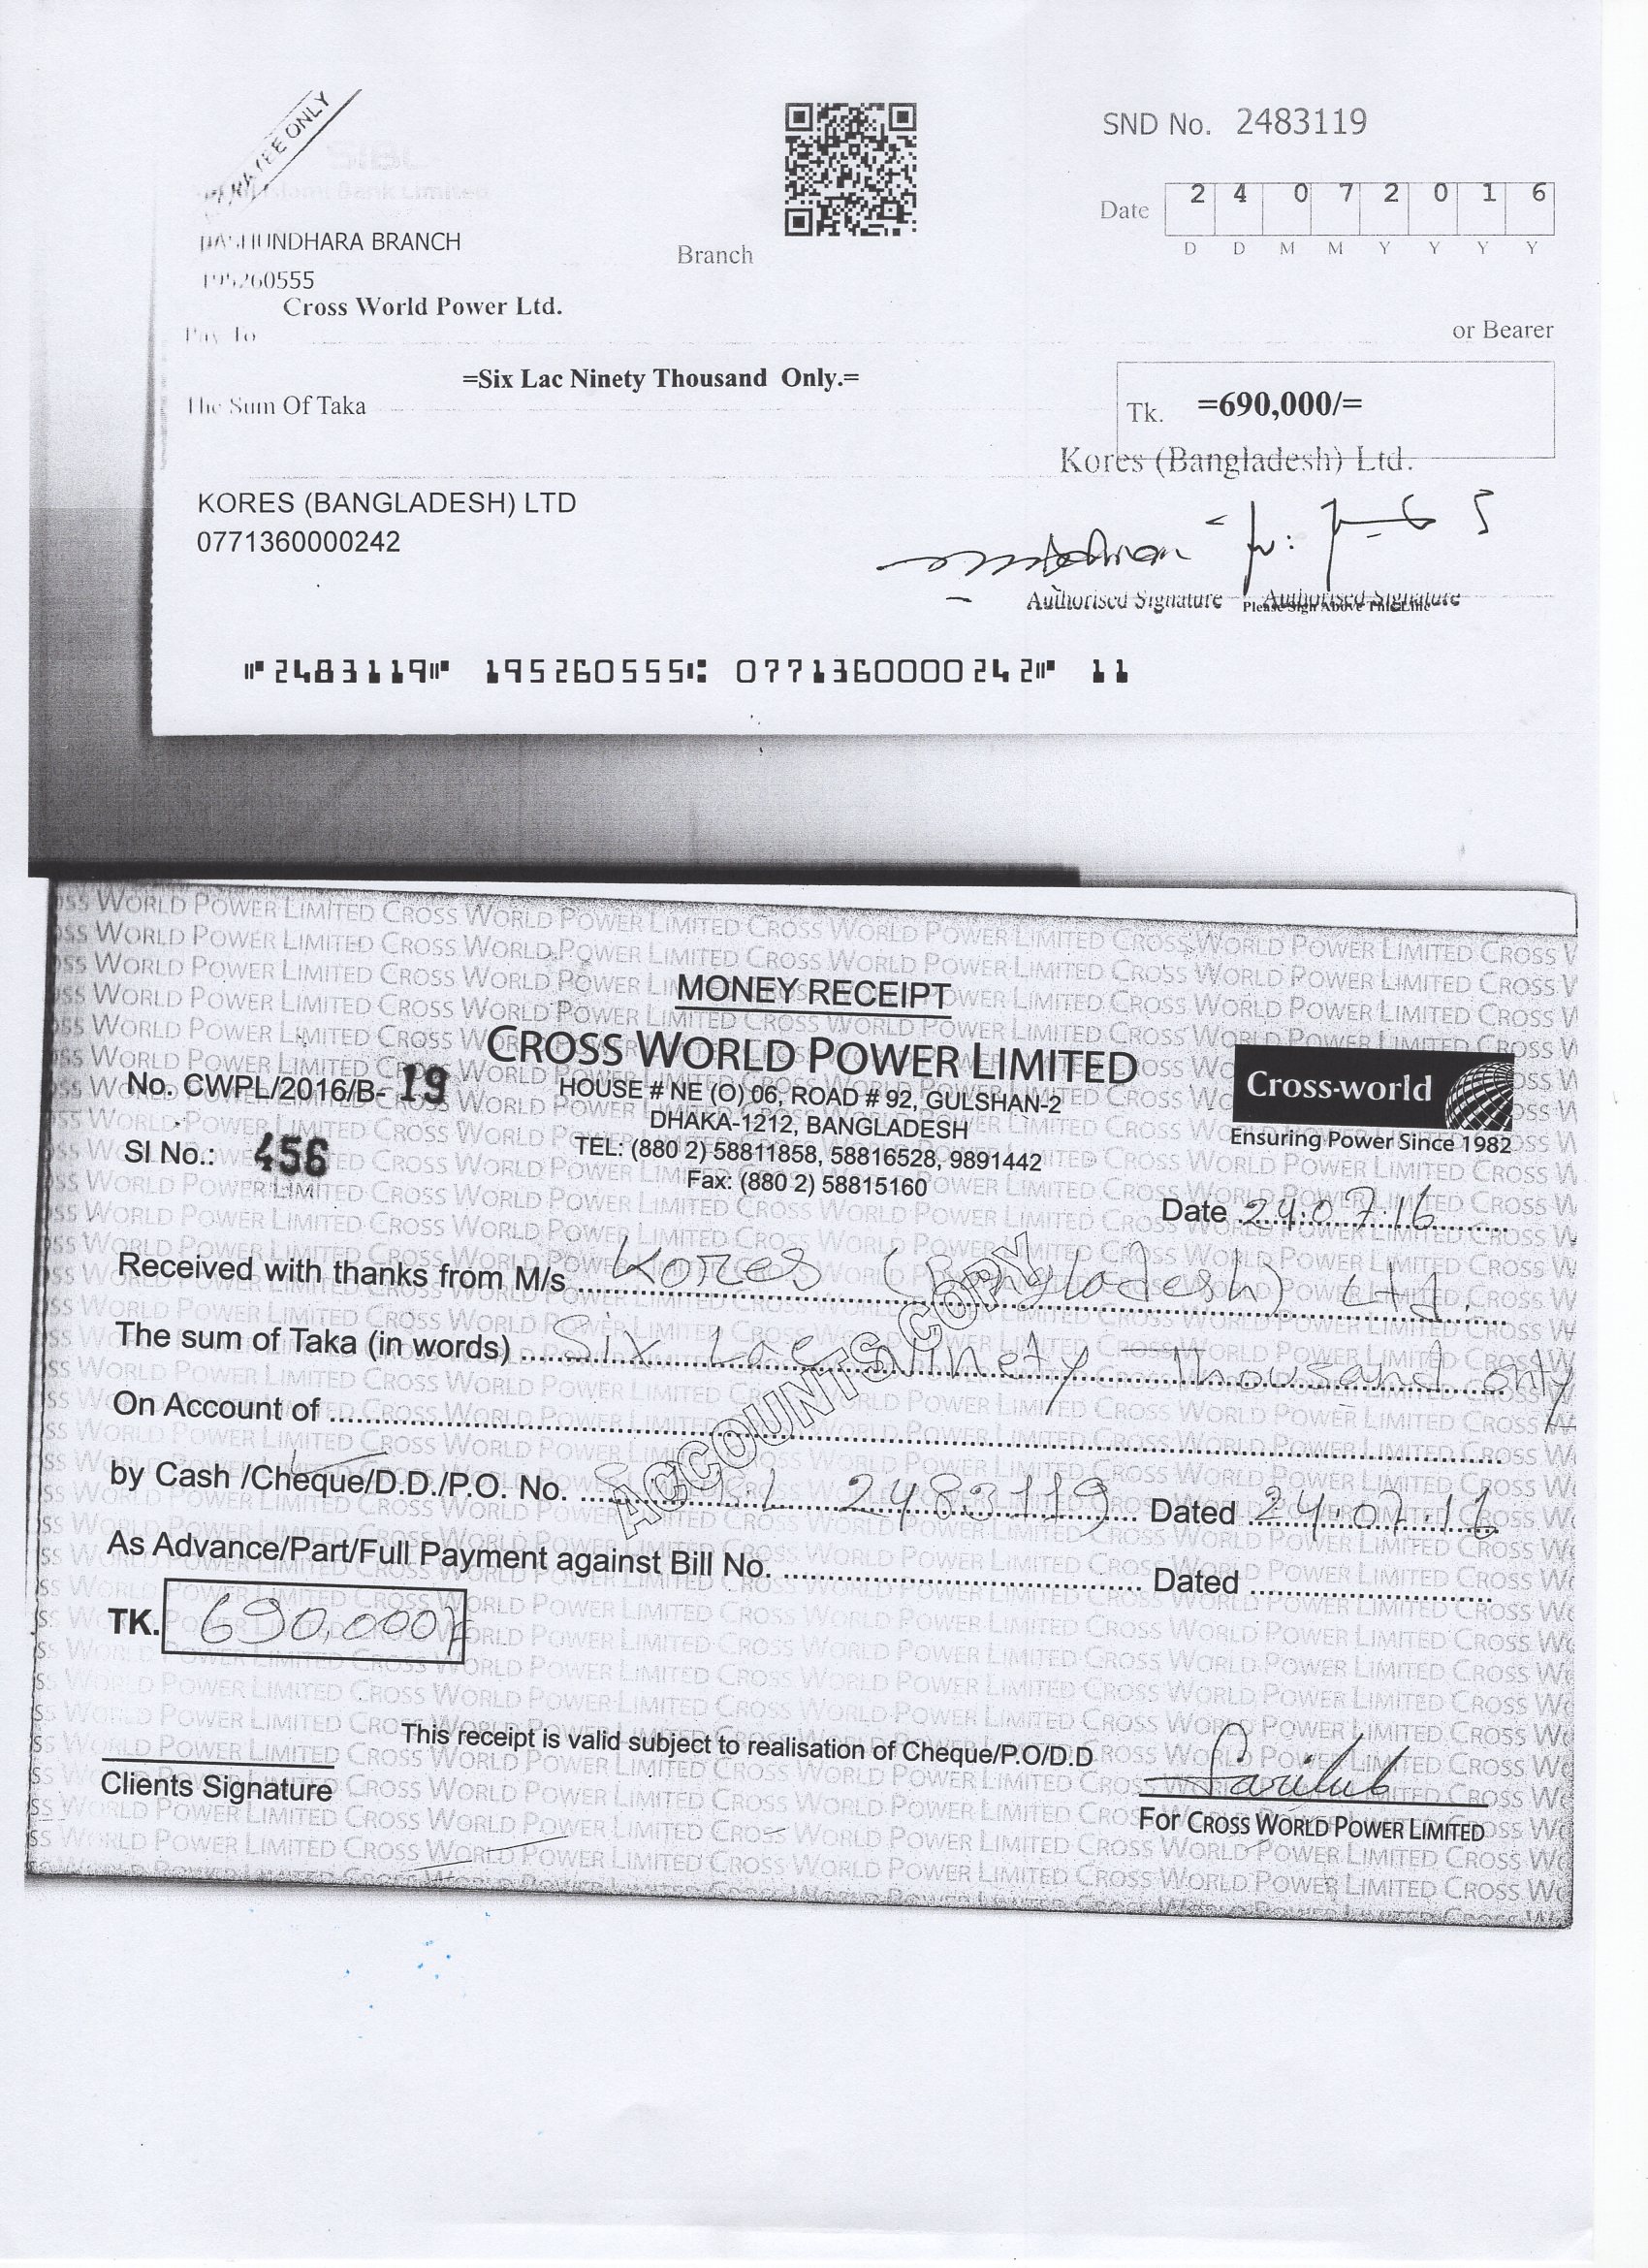 PAYEE ONLY
SIBL
Islami Bank Limited
BASHUNDHARA BRANCH
195260555
Branch
SND No. 2483119
Date 2 4 0 7 2 0 1 6
D D M M Y Y Y Y
Cross World Power Ltd.
Pay To
or Bearer
=Six Lac Ninety Thousand Only.=
The Sum Of Taka
Tk. =690,000/=
Kores (Bangladesh) Ltd.
KORES (BANGLADESH) LTD
0771360000242
Authorised Signature
Authorised Signature
Please Sign Above This Line
⑈2483119⑈ 195260555⑆ 0771360000242⑈ 11
MONEY RECEIPT
CROSS WORLD POWER LIMITED
No. CWPL/2016/B- 19
HOUSE # NE (O) 06, ROAD # 92, GULSHAN-2
DHAKA-1212, BANGLADESH
Sl No.: 456
TEL: (880 2) 58811858, 58816528, 9891442
Fax: (880 2) 58815160
Cross-world
Ensuring Power Since 1982
Date 24.07.16
Received with thanks from M/s Kores (Bangladesh) Ltd.
The sum of Taka (in words) Six Lac Ninety Thousand only
On Account of
by Cash /Cheque/D.D./P.O. No. 2483119 Dated 24.07.16
As Advance/Part/Full Payment against Bill No. Dated
TK. 690,000/
ACCOUNTS COPY
This receipt is valid subject to realisation of Cheque/P.O/D.D
Clients Signature
For CROSS WORLD POWER LIMITED